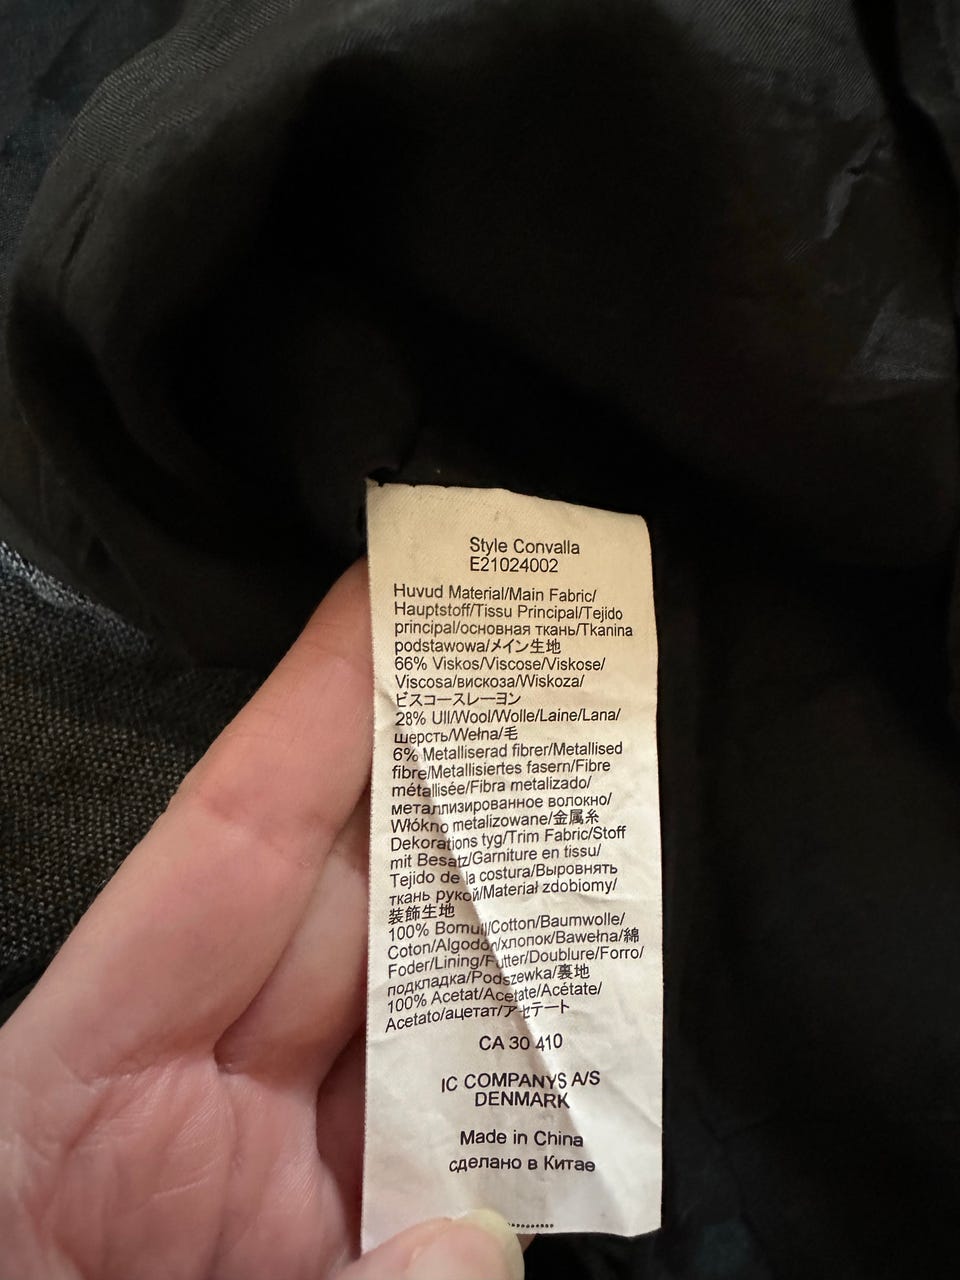 Style Convalla
E21024002
Huvud Material/Main Fabric/
Hauptstoff/Tissu Principal/Tejido
principal/основная ткань/Tkanina
podstawowa/メイン生地
66% Viskos/Viscose/Viskose/
Viscosa/вискоза/Wiskoza/
ビスコースレーヨン
28% Ull/Wool/Wolle/Laine/Lana/
шерсть/Wełna/毛
6% Metalliserad fibrer/Metallised
fibre/Metallisiertes fasern/Fibre
métallisée/Fibra metalizado/
металлизированное волокно/
Włókno metalizowane/金属糸
Dekorations tyg/Trim Fabric/Stoff
mit Besatz/Garniture en tissu/
Tejido de la costura/Выровнять
ткань рукой/Materiał zdobiomy/
装飾生地
100% Bomull/Cotton/Baumwolle/
Coton/Algodón/хлопок/Bawełna/綿
Foder/Lining/Futter/Doublure/Forro/
подкладка/Podszewka/裏地
100% Acetat/Acetate/Acétate/
Acetato/ацетат/アセテート
CA 30 410
IC COMPANYS A/S
DENMARK
Made in China
сделано в Китае